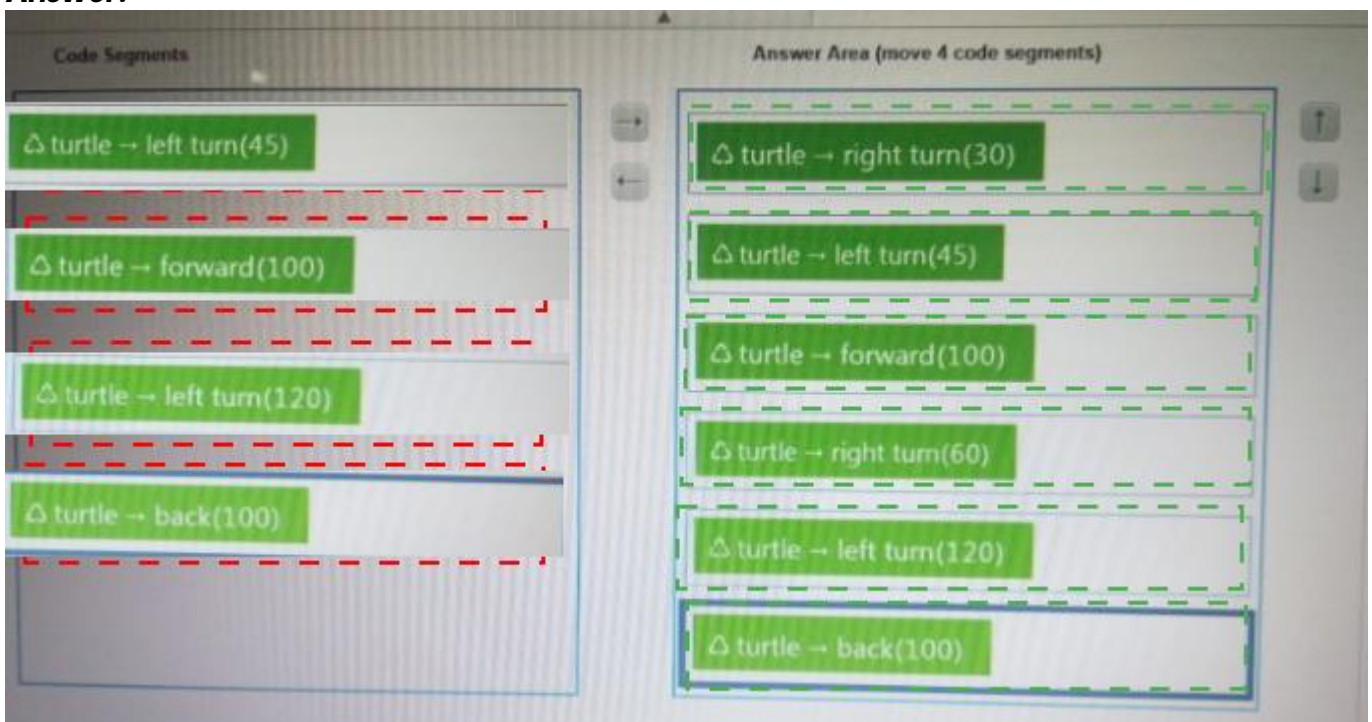 Code Segments
Answer Area (move 4 code segments)
turtle → left turn(45)
turtle → forward(100)
turtle → left turn(120)
turtle → back(100)
turtle → right turn(30)
turtle → left turn(45)
turtle → forward(100)
turtle → right turn(60)
turtle → left turn(120)
turtle → back(100)